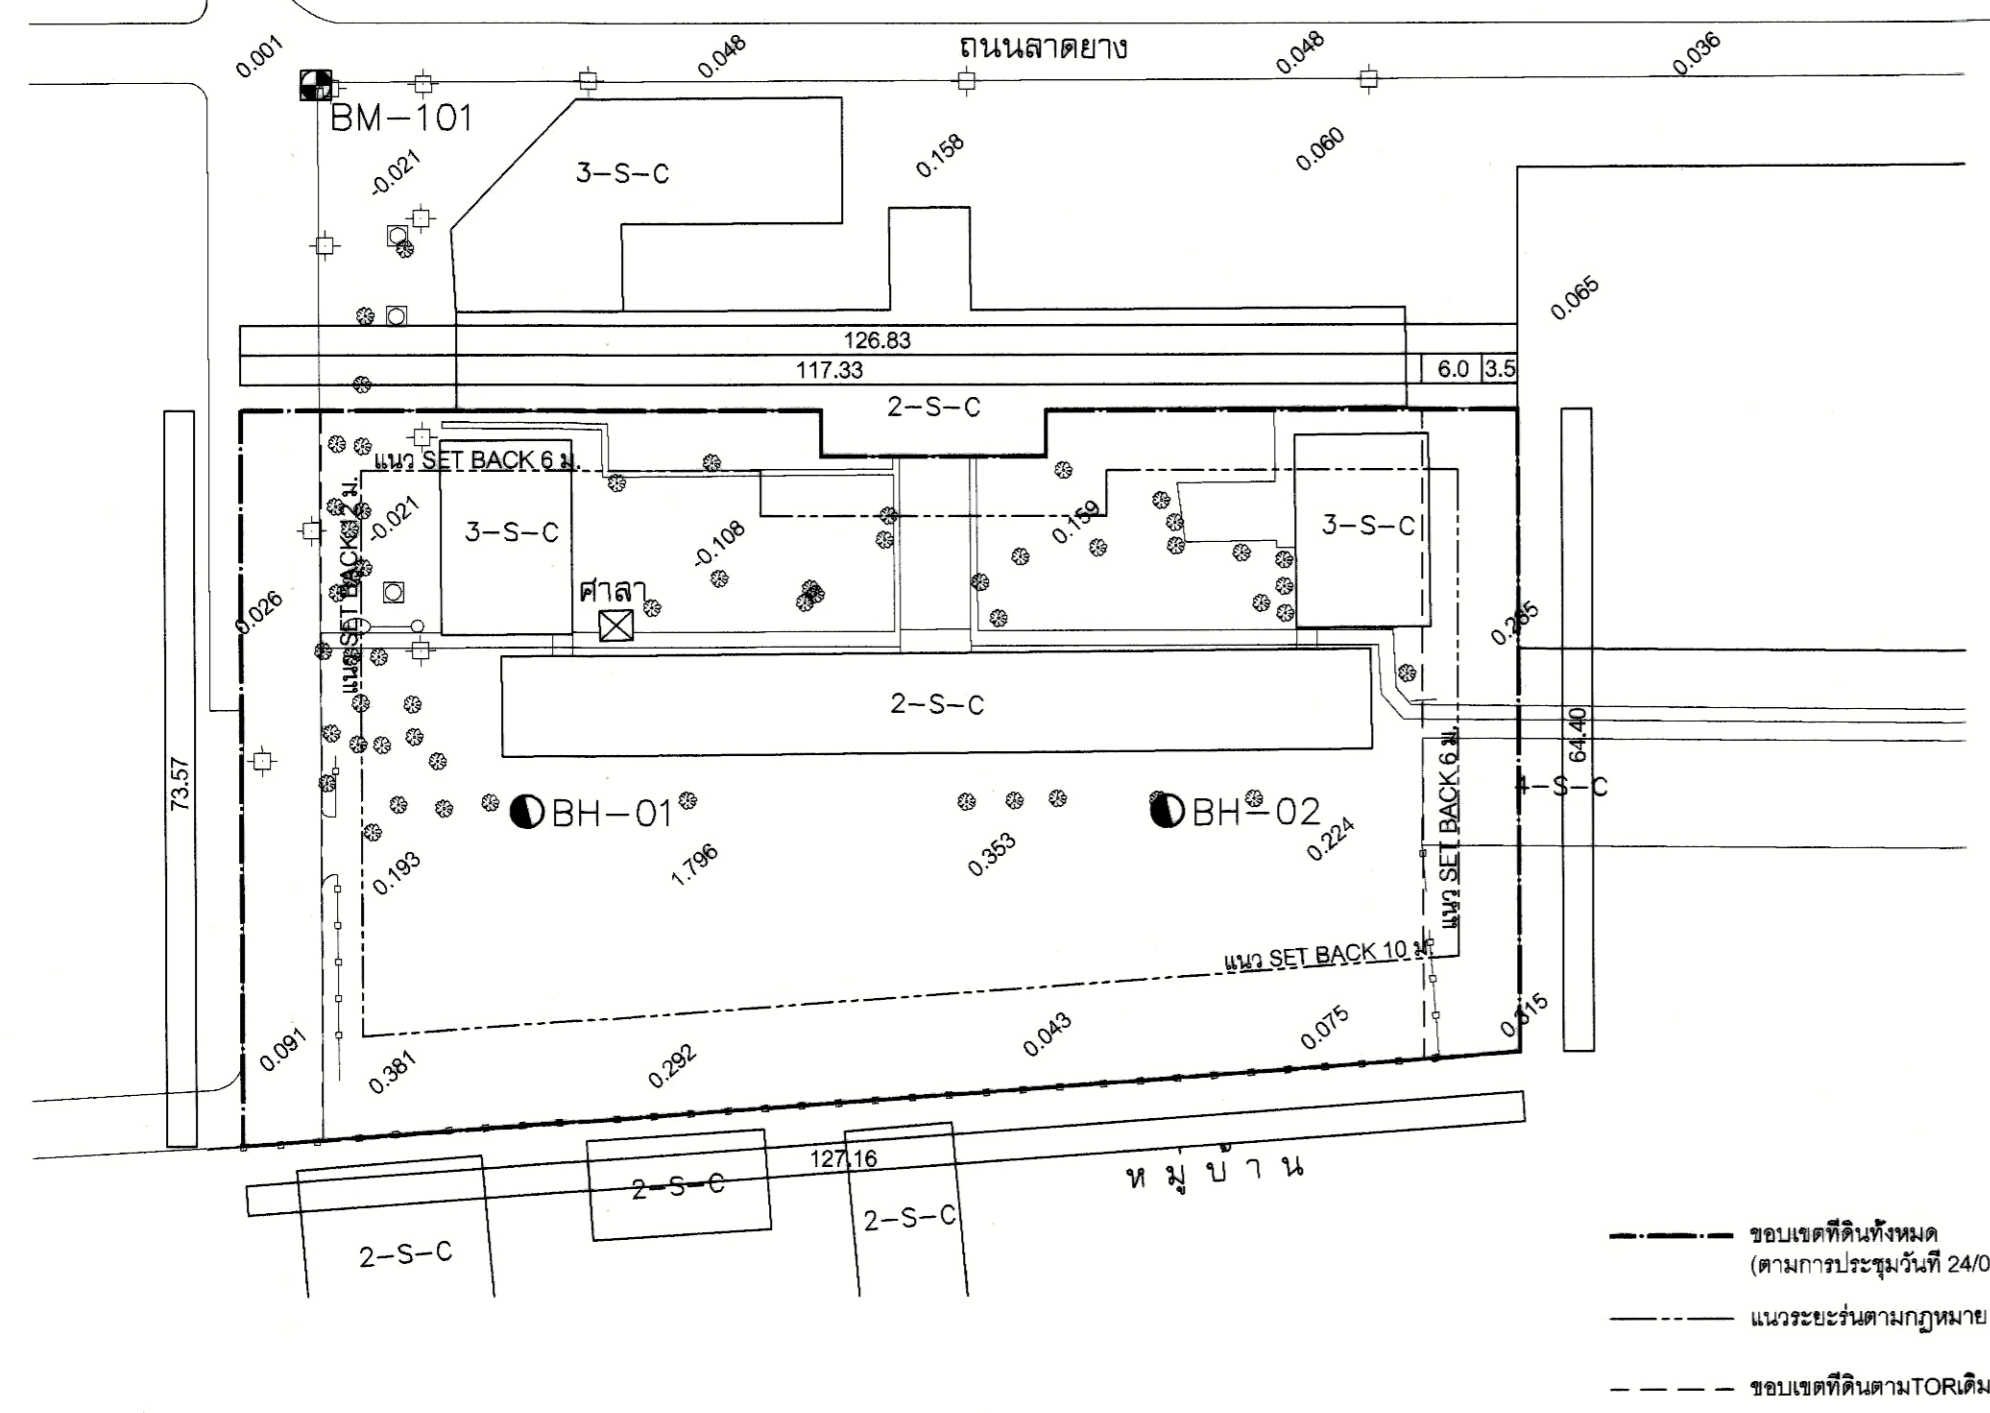 0.001
0.048
ถนนลาดยาง
0.048
0.036
BM-101
-0.021
3-S-C
0.158
0.060
0.065
126.83
117.33
6.0
3.5
2-S-C
แนว SET BACK 6 ม.
แนว SET BACK 12 ม.
-0.021
3-S-C
-0.108
0.159
3-S-C
ศาลา
0.026
0.265
2-S-C
64.40
73.57
4-S-C
BH-01
BH-02
แนว SET BACK 6 ม.
0.193
1.796
0.353
0.224
แนว SET BACK 10 ม.
0.091
0.381
0.292
0.043
0.075
0.315
127.16
หมู่บ้าน
2-S-C
2-S-C
2-S-C
ขอบเขตที่ดินทั้งหมด
(ตามการประชุมวันที่ 24/0
แนวระยะร่นตามกฎหมาย
ขอบเขตที่ดินตามTORเดิม